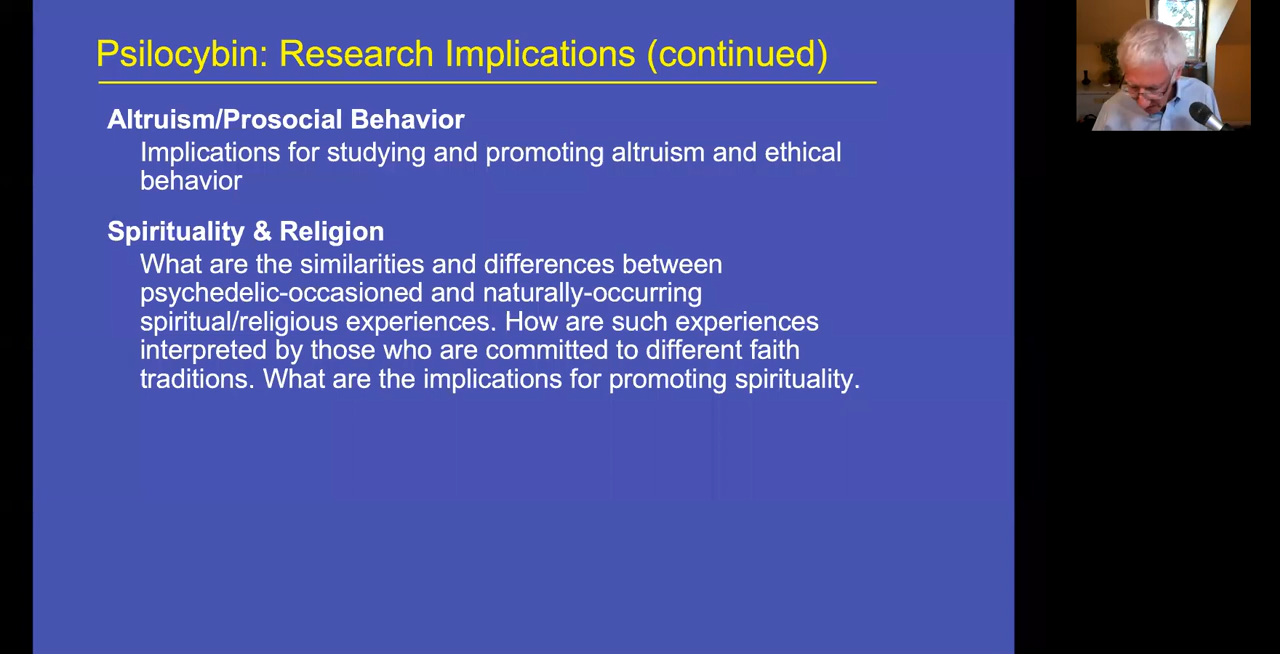 Psilocybin: Research Implications (continued)
Altruism/Prosocial Behavior
Implications for studying and promoting altruism and ethical
behavior
Spirituality & Religion
What are the similarities and differences between
psychedelic-occasioned and naturally-occurring
spiritual/religious experiences. How are such experiences
interpreted by those who are committed to different faith
traditions. What are the implications for promoting spirituality.